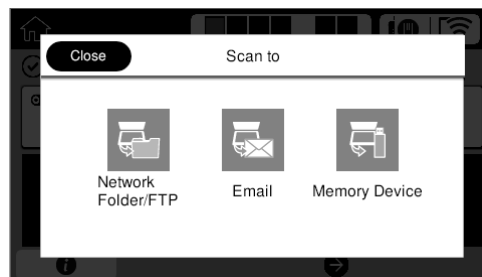 Close
Scan to
Network
Folder/FTP
Email
Memory Device
i